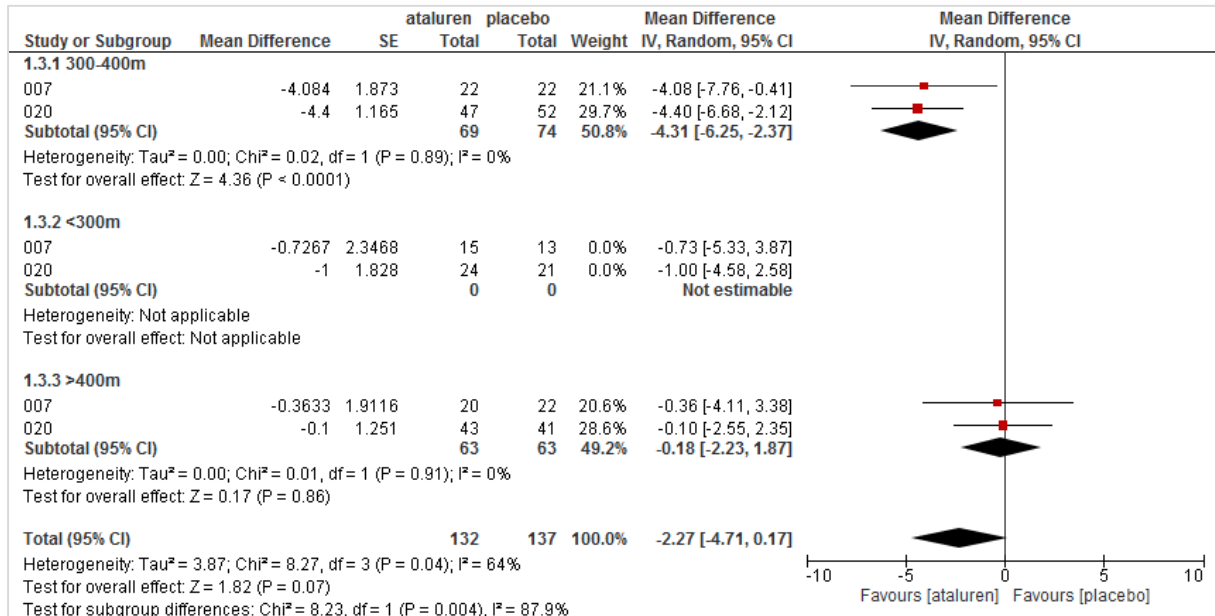 ataluren placebo Mean Difference Mean Difference
Study or Subgroup Mean Difference SE Total Total Weight IV, Random, 95% CI IV, Random, 95% CI
1.3.1 300-400m
007 -4.084 1.873 22 22 21.1% -4.08 [-7.76, -0.41]
020 -4.4 1.165 47 52 29.7% -4.40 [-6.68, -2.12]
Subtotal (95% CI) 69 74 50.8% -4.31 [-6.25, -2.37]
Heterogeneity: Tau² = 0.00; Chi² = 0.02, df = 1 (P = 0.89); I² = 0%
Test for overall effect: Z = 4.36 (P < 0.0001)
1.3.2 <300m
007 -0.7267 2.3468 15 13 0.0% -0.73 [-5.33, 3.87]
020 -1 1.828 24 21 0.0% -1.00 [-4.58, 2.58]
Subtotal (95% CI) 0 0 Not estimable
Heterogeneity: Not applicable
Test for overall effect: Not applicable
1.3.3 >400m
007 -0.3633 1.9116 20 22 20.6% -0.36 [-4.11, 3.38]
020 -0.1 1.251 43 41 28.6% -0.10 [-2.55, 2.35]
Subtotal (95% CI) 63 63 49.2% -0.18 [-2.23, 1.87]
Heterogeneity: Tau² = 0.00; Chi² = 0.01, df = 1 (P = 0.91); I² = 0%
Test for overall effect: Z = 0.17 (P = 0.86)
Total (95% CI) 132 137 100.0% -2.27 [-4.71, 0.17]
Heterogeneity: Tau² = 3.87; Chi² = 8.27, df = 3 (P = 0.04); I² = 64%
Test for overall effect: Z = 1.82 (P = 0.07)
Test for subgroup differences: Chi² = 8.23, df = 1 (P = 0.004), I² = 87.9%
-10 -5 0 5 10
Favours [ataluren] Favours [placebo]